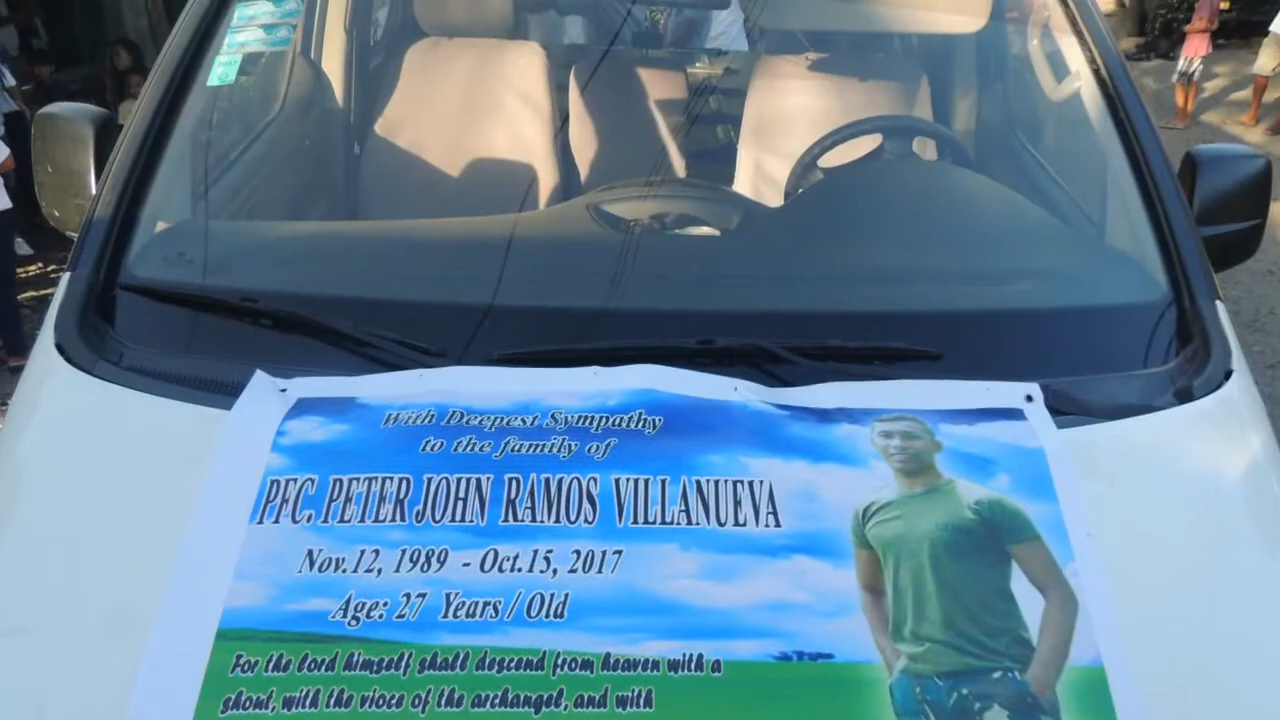 With Deepest Sympathy
to the family of
PFC. PETER JOHN RAMOS VILLANUEVA
Nov.12, 1989 - Oct.15, 2017
Age: 27 Years / Old
For the lord himself shall descend from heaven with a
shout, with the vioce of the archangel, and with